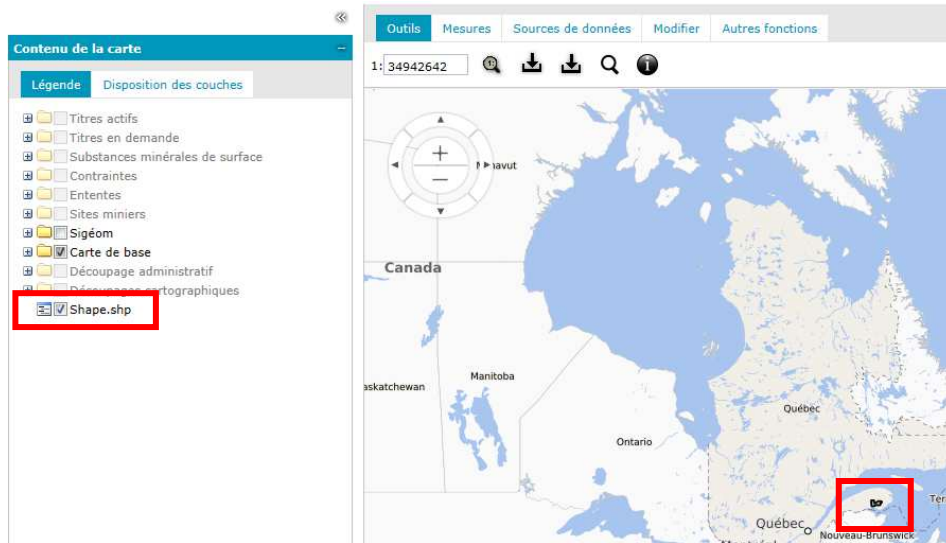 Contenu de la carte
Légende Disposition des couches
Titres actifs
Titres en demande
Substances minérales de surface
Contraintes
Ententes
Sites miniers
Sigéom
Carte de base
Découpage administratif
Découpages cartographiques
Shape.shp
Outils Mesures Sources de données Modifier Autres fonctions
1: 34942642
Canada
Manitoba
askatchewan
Ontario
Québec
Québec
Nouveau-Brunswick
Ter